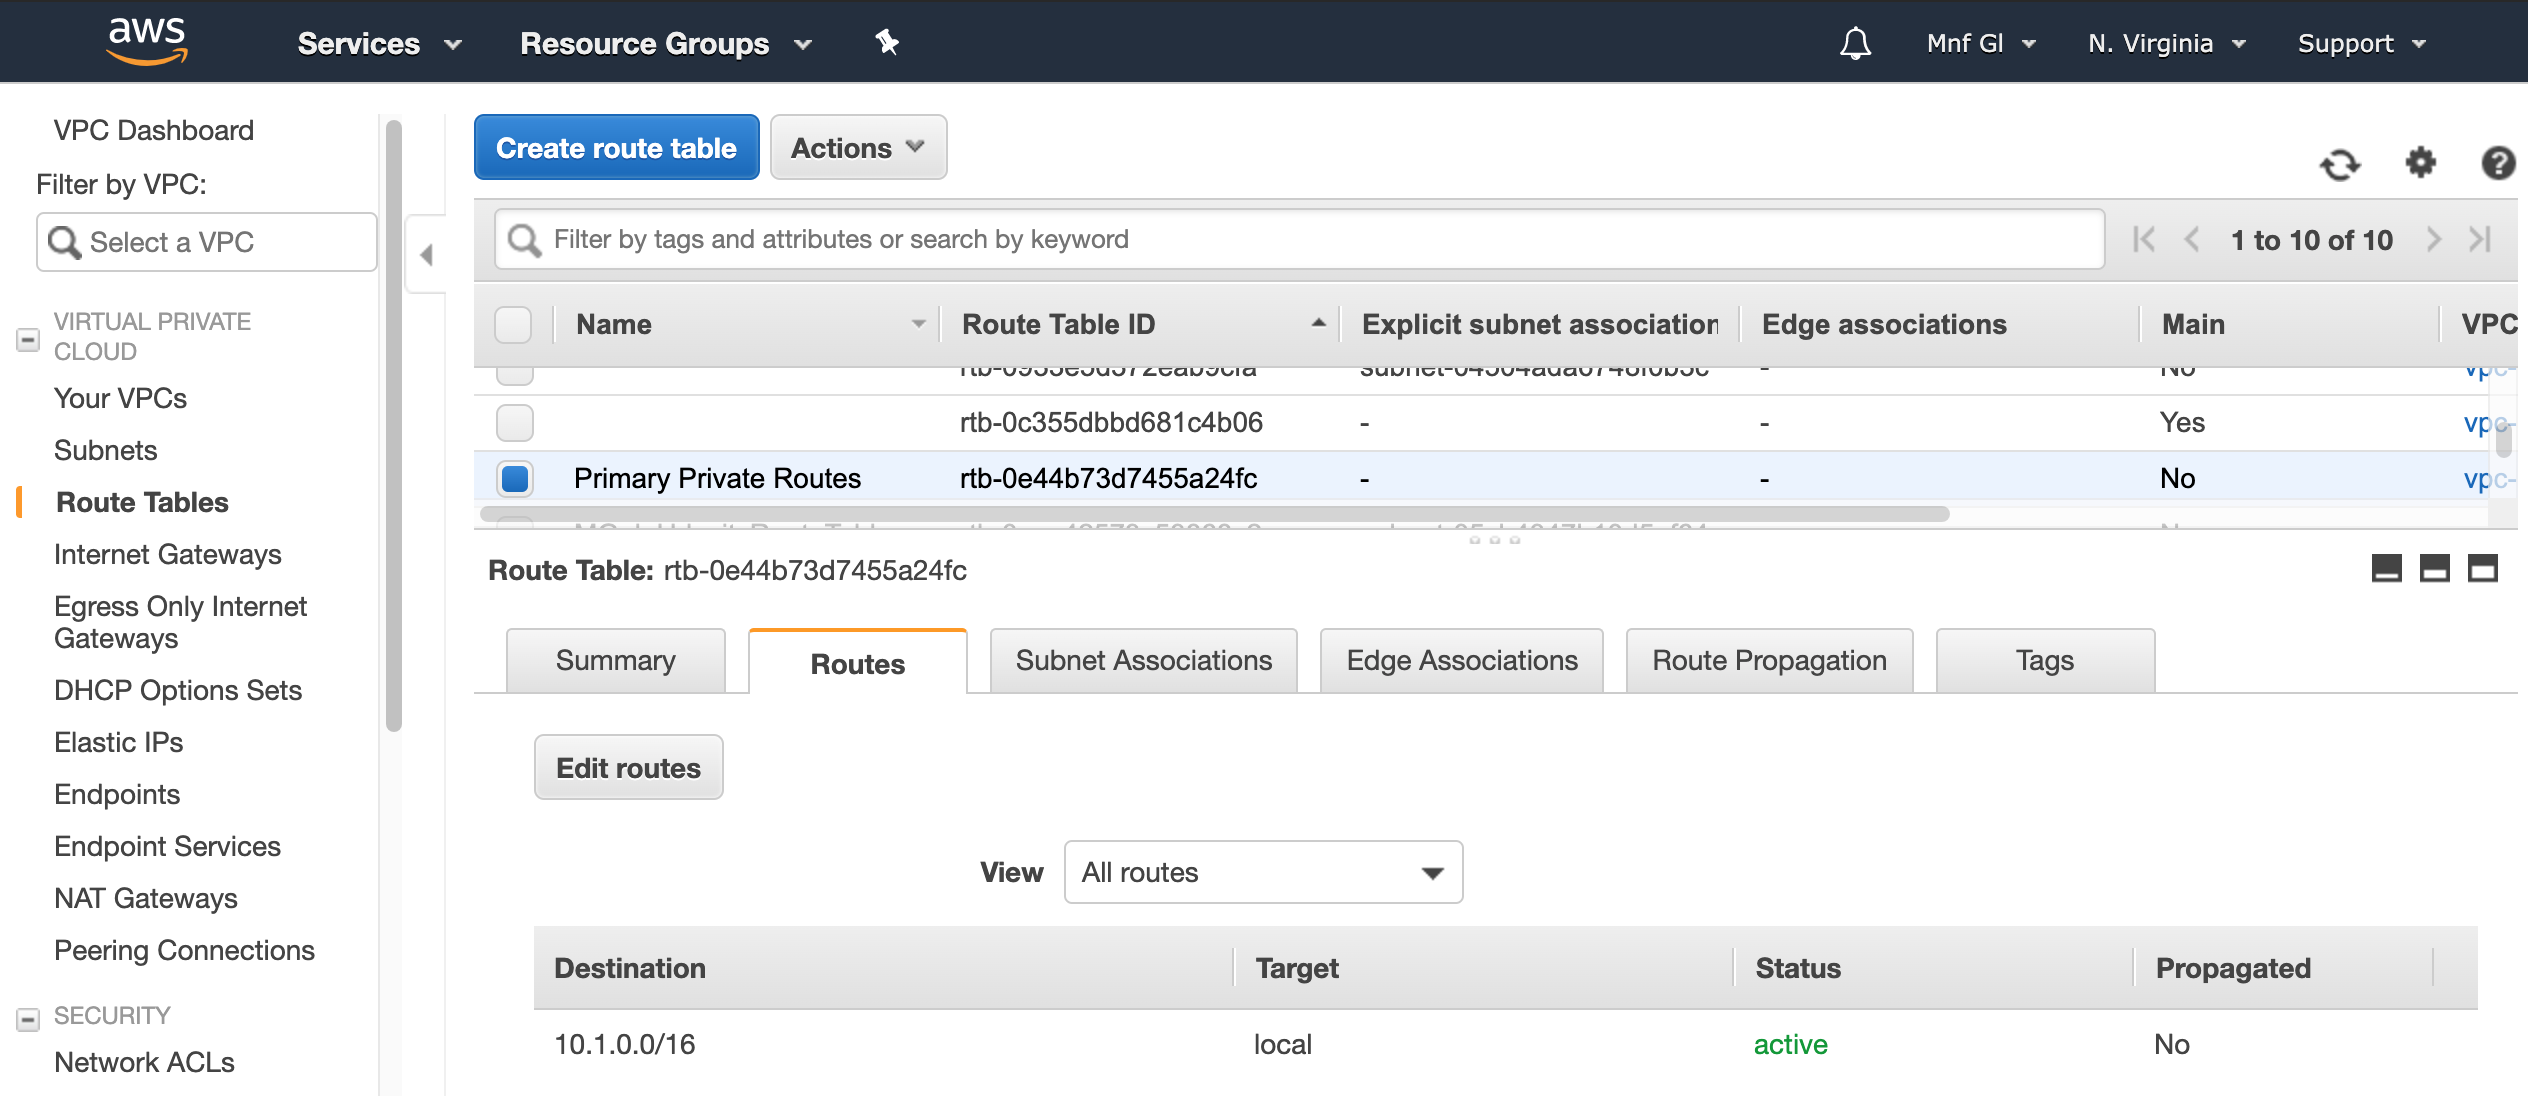 aws
Services
Resource Groups
Mnf Gl
N. Virginia
Support
VPC Dashboard
Filter by VPC:
Select a VPC
VIRTUAL PRIVATE
CLOUD
Your VPCs
Subnets
Route Tables
Internet Gateways
Egress Only Internet
Gateways
DHCP Options Sets
Elastic IPs
Endpoints
Endpoint Services
NAT Gateways
Peering Connections
SECURITY
Network ACLs
Create route table
Actions
Filter by tags and attributes or search by keyword
1 to 10 of 10
Name Route Table ID Explicit subnet association Edge associations Main VPC
- No vpc-
rtb-0c355dbbd681c4b06 - - Yes vpc-
Primary Private Routes rtb-0e44b73d7455a24fc - - No vpc-
Route Table: rtb-0e44b73d7455a24fc
Summary
Routes
Subnet Associations
Edge Associations
Route Propagation
Tags
Edit routes
View All routes
Destination Target Status Propagated
10.1.0.0/16 local active No